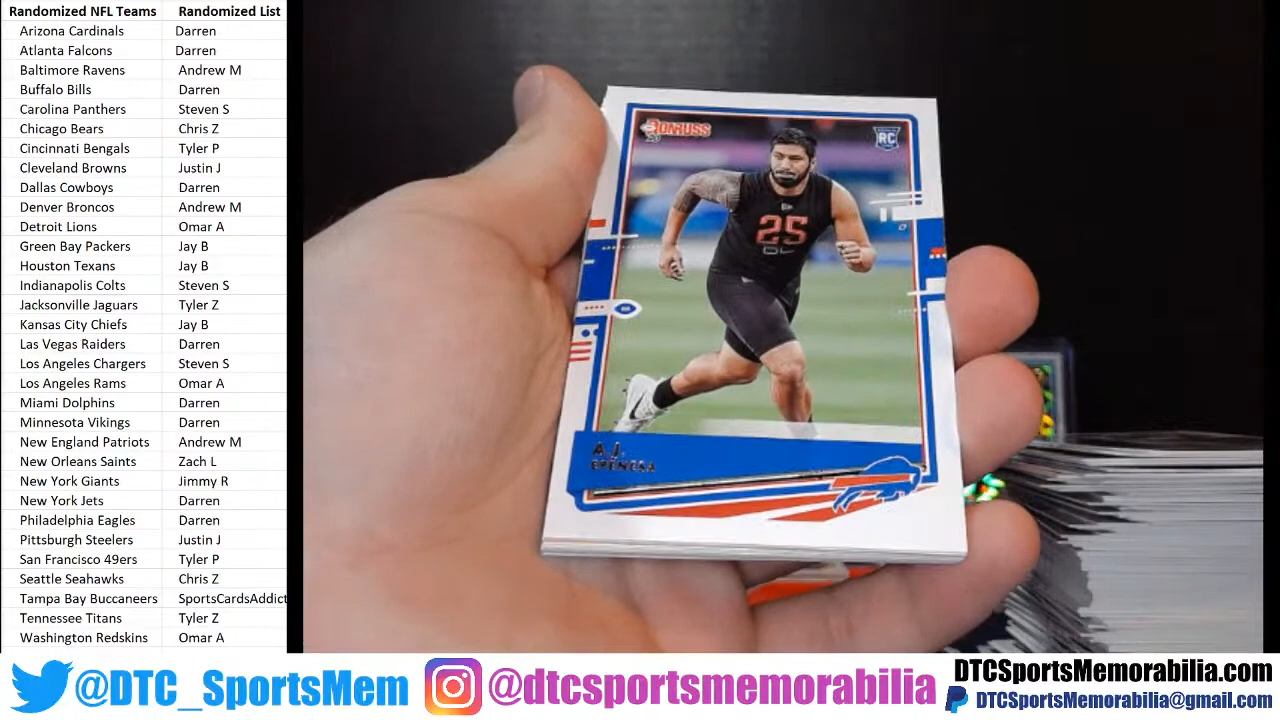 Randomized NFL Teams Randomized List
Arizona Cardinals Darren
Atlanta Falcons Darren
Baltimore Ravens Andrew M
Buffalo Bills Darren
Carolina Panthers Steven S
Chicago Bears Chris Z
Cincinnati Bengals Tyler P
Cleveland Browns Justin J
Dallas Cowboys Darren
Denver Broncos Andrew M
Detroit Lions Omar A
Green Bay Packers Jay B
Houston Texans Jay B
Indianapolis Colts Steven S
Jacksonville Jaguars Tyler Z
Kansas City Chiefs Jay B
Las Vegas Raiders Darren
Los Angeles Chargers Steven S
Los Angeles Rams Omar A
Miami Dolphins Darren
Minnesota Vikings Darren
New England Patriots Andrew M
New Orleans Saints Zach L
New York Giants Jimmy R
New York Jets Darren
Philadelphia Eagles Darren
Pittsburgh Steelers Justin J
San Francisco 49ers Tyler P
Seattle Seahawks Chris Z
Tampa Bay Buccaneers SportsCardsAddict
Tennessee Titans Tyler Z
Washington Redskins Omar A
Donruss
RC
25
OL
A.J.
EPENESA
@DTC_SportsMem
@dtcsportsmemorabilia
DTCSportsMemorabilia.com
DTCSportsMemorabilia@gmail.com